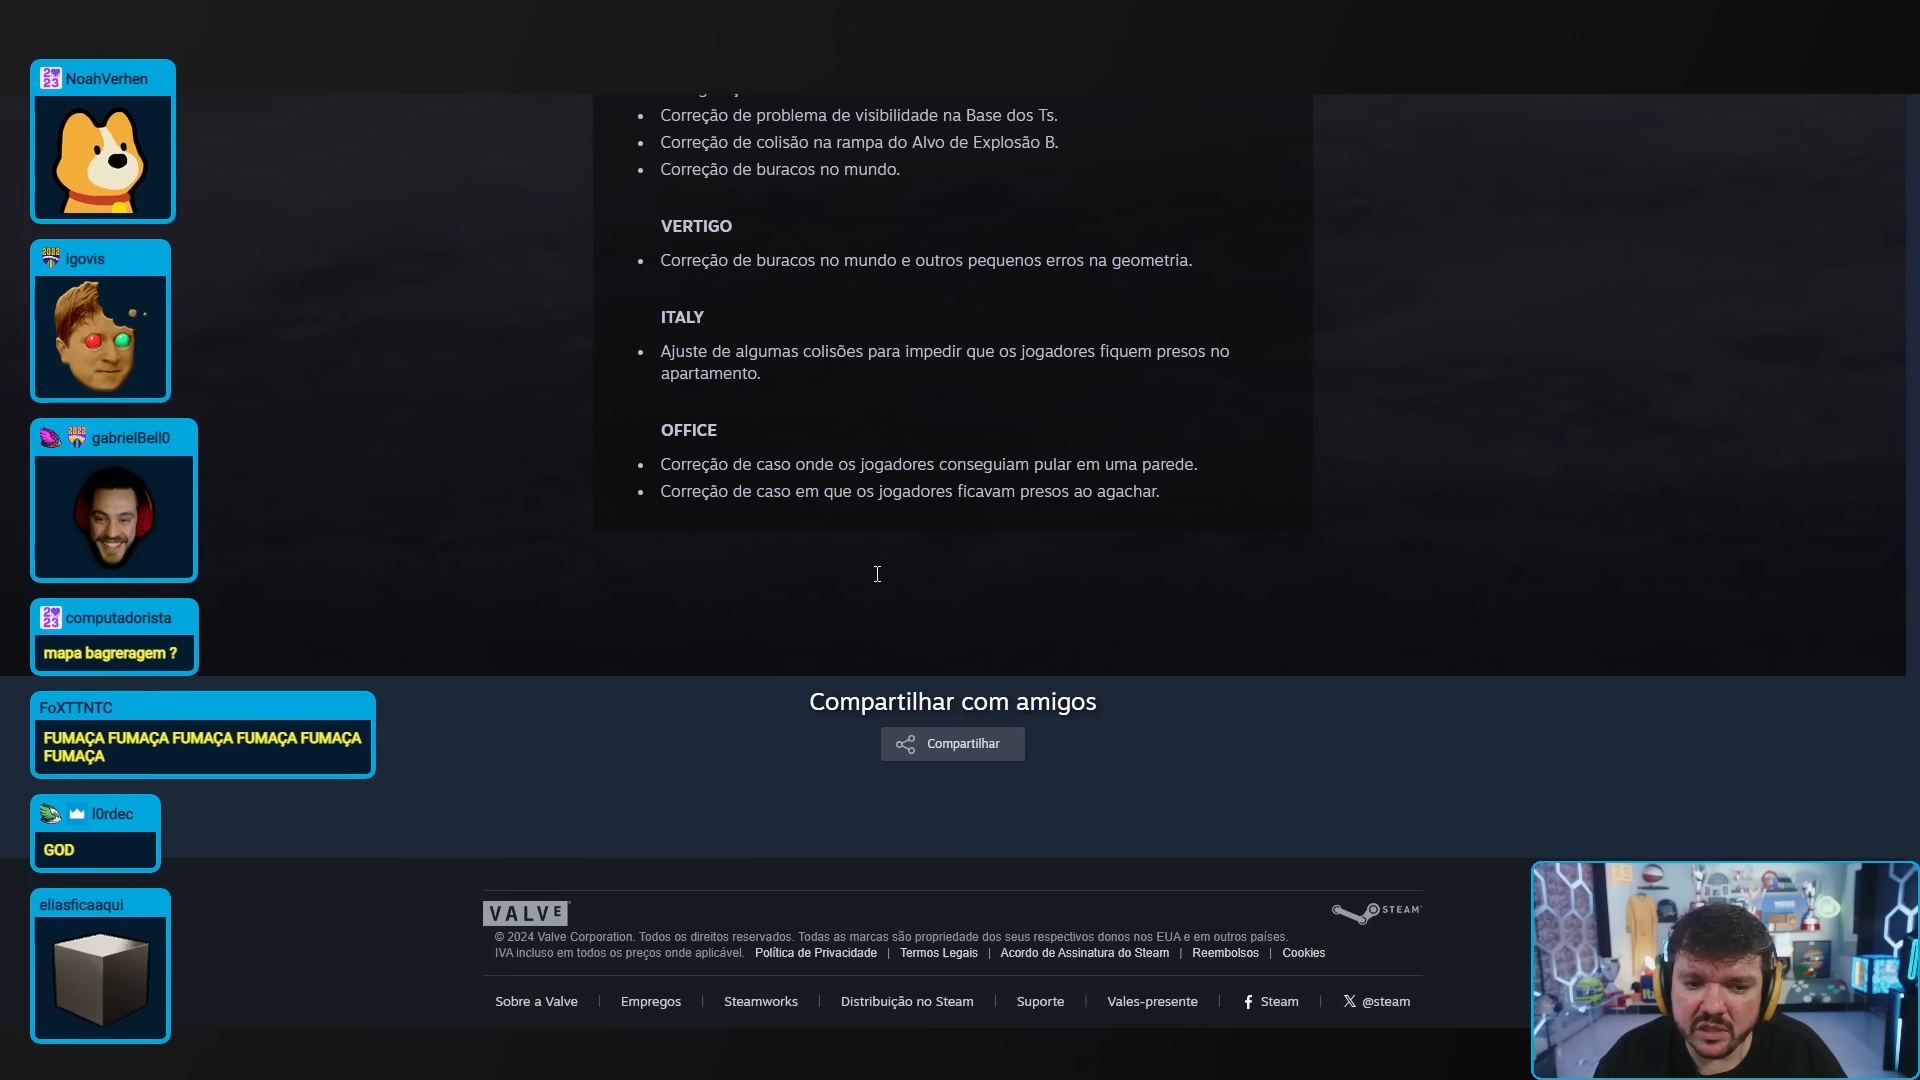 NoahVerhen
igovis
gabrielBell0
computadorista
mapa bagreragem ?
FoXTTNTC
FUMAÇA FUMAÇA FUMAÇA FUMAÇA FUMAÇA
FUMAÇA
l0rdec
GOD
eliasficaaqui
Correção de problema de visibilidade na Base dos Ts.
Correção de colisão na rampa do Alvo de Explosão B.
Correção de buracos no mundo.
VERTIGO
Correção de buracos no mundo e outros pequenos erros na geometria.
ITALY
Ajuste de algumas colisões para impedir que os jogadores fiquem presos no
apartamento.
OFFICE
Correção de caso onde os jogadores conseguiam pular em uma parede.
Correção de caso em que os jogadores ficavam presos ao agachar.
Compartilhar com amigos
Compartilhar
VALVE
STEAM
© 2024 Valve Corporation. Todos os direitos reservados. Todas as marcas são propriedade dos seus respectivos donos nos EUA e em outros países.
IVA incluso em todos os preços onde aplicável. Política de Privacidade | Termos Legais | Acordo de Assinatura do Steam | Reembolsos | Cookies
Sobre a Valve | Empregos | Steamworks | Distribuição no Steam | Suporte | Vales-presente | Steam | @steam